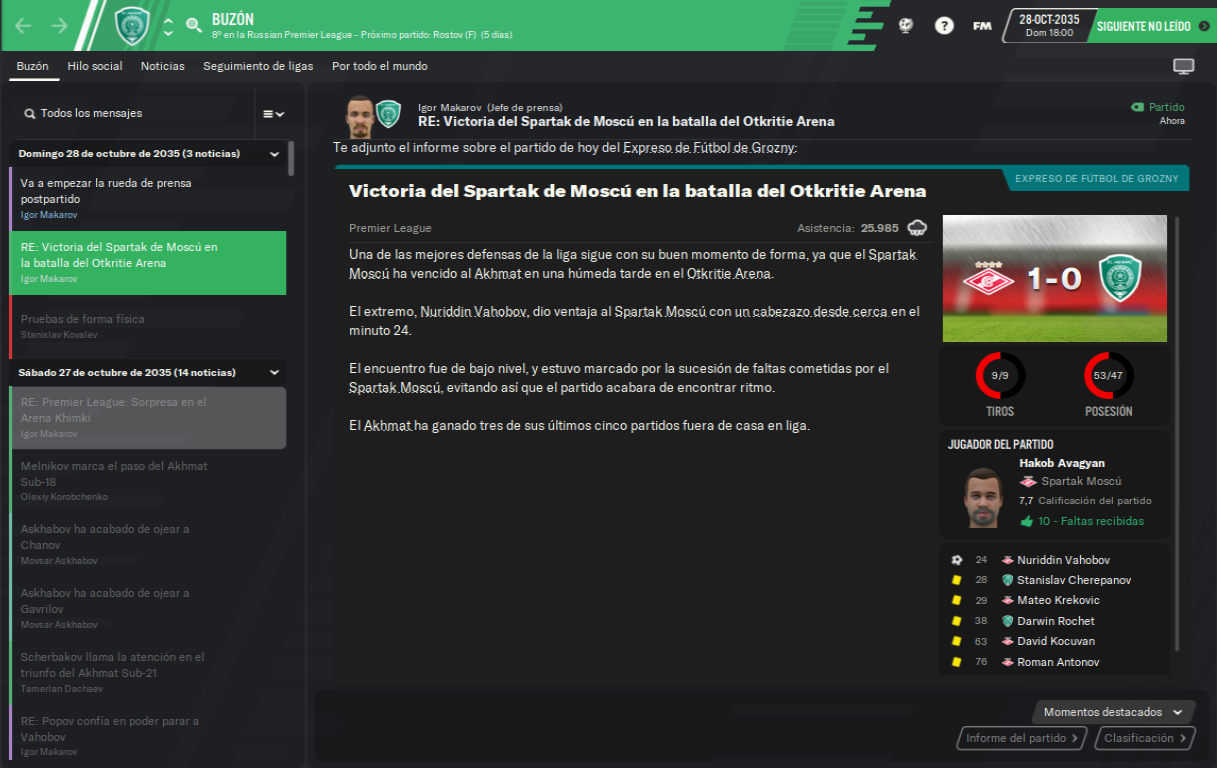 BUZÓN
8º en la Russian Premier League - Próximo partido: Rostov (F) (5 días)
FM
28-OCT-2035
Dom 18:00
SIGUIENTE NO LEÍDO
Buzón
Hilo social
Noticias
Seguimiento de ligas
Por todo el mundo
Todos los mensajes
Domingo 28 de octubre de 2035 (3 noticias)
Va a empezar la rueda de prensa
postpartido
Igor Makarov
RE: Victoria del Spartak de Moscú en
la batalla del Otkritie Arena
Igor Makarov
Pruebas de forma física
Stanislav Kovalev
Sábado 27 de octubre de 2035 (14 noticias)
RE: Premier League: Sorpresa en el
Arena Khimki
Igor Makarov
Melnikov marca el paso del Akhmat
Sub-18
Olexiy Korobchenko
Askhabov ha acabado de ojear a
Chanov
Movsar Askhabov
Askhabov ha acabado de ojear a
Gavrilov
Movsar Askhabov
Scherbakov llama la atención en el
triunfo del Akhmat Sub-21
Tamerlan Dachaev
RE: Popov confía en poder parar a
Vahobov
Igor Makarov
Igor Makarov (Jefe de prensa)
RE: Victoria del Spartak de Moscú en la batalla del Otkritie Arena
Partido
Ahora
Te adjunto el informe sobre el partido de hoy del Expreso de Fútbol de Grozny:
EXPRESO DE FÚTBOL DE GROZNY
Victoria del Spartak de Moscú en la batalla del Otkritie Arena
Premier League
Asistencia: 25.985
Una de las mejores defensas de la liga sigue con su buen momento de forma, ya que el Spartak
Moscú ha vencido al Akhmat en una húmeda tarde en el Otkritie Arena.
El extremo, Nuriddin Vahobov, dio ventaja al Spartak Moscú con un cabezazo desde cerca en el
minuto 24.
El encuentro fue de bajo nivel, y estuvo marcado por la sucesión de faltas cometidas por el
Spartak Moscú, evitando así que el partido acabara de encontrar ritmo.
El Akhmat ha ganado tres de sus últimos cinco partidos fuera de casa en liga.
1-0
9/9
TIROS
53/47
POSESIÓN
JUGADOR DEL PARTIDO
Hakob Avagyan
Spartak Moscú
7,7 Calificación del partido
10 - Faltas recibidas
24 Nuriddin Vahobov
28 Stanislav Cherepanov
29 Mateo Krekovic
38 Darwin Rochet
63 David Kocuvan
76 Roman Antonov
Momentos destacados
Informe del partido
Clasificación